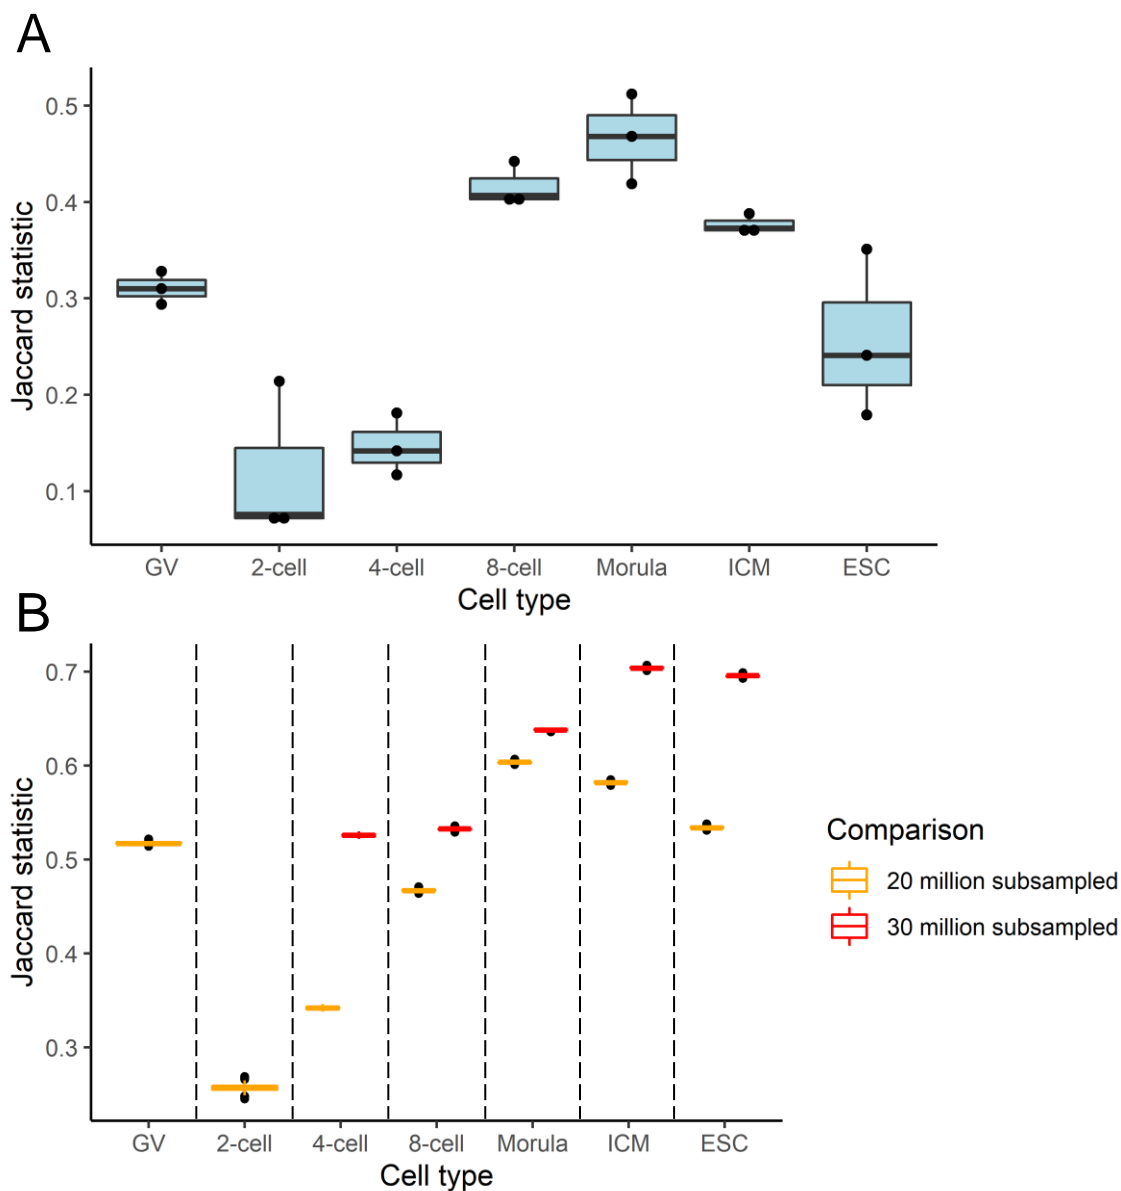 A
Jaccard statistic
0.5
0.4
0.3
0.2
0.1
GV 2-cell 4-cell 8-cell Morula ICM ESC
Cell type
B
Jaccard statistic
0.7
0.6
0.5
0.4
0.3
GV 2-cell 4-cell 8-cell Morula ICM ESC
Cell type
Comparison
20 million subsampled
30 million subsampled